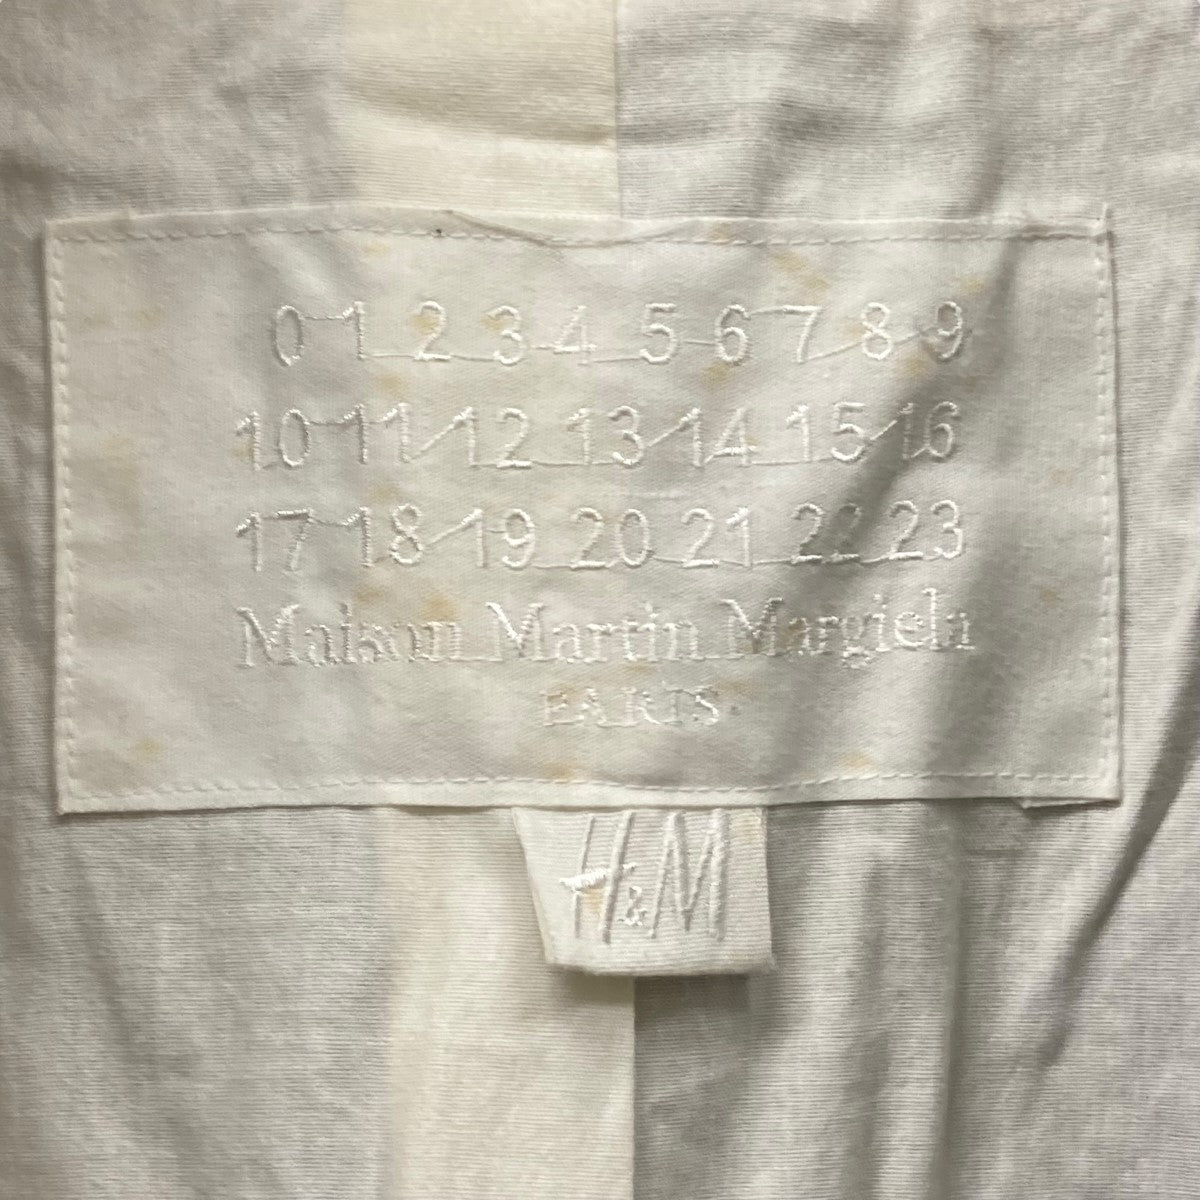 0 1 2 3 4 5 6 7 8 9
10 11 12 13 14 15 16
17 18 19 20 21 22 23
Maison Martin Margiela
PARIS
H&M